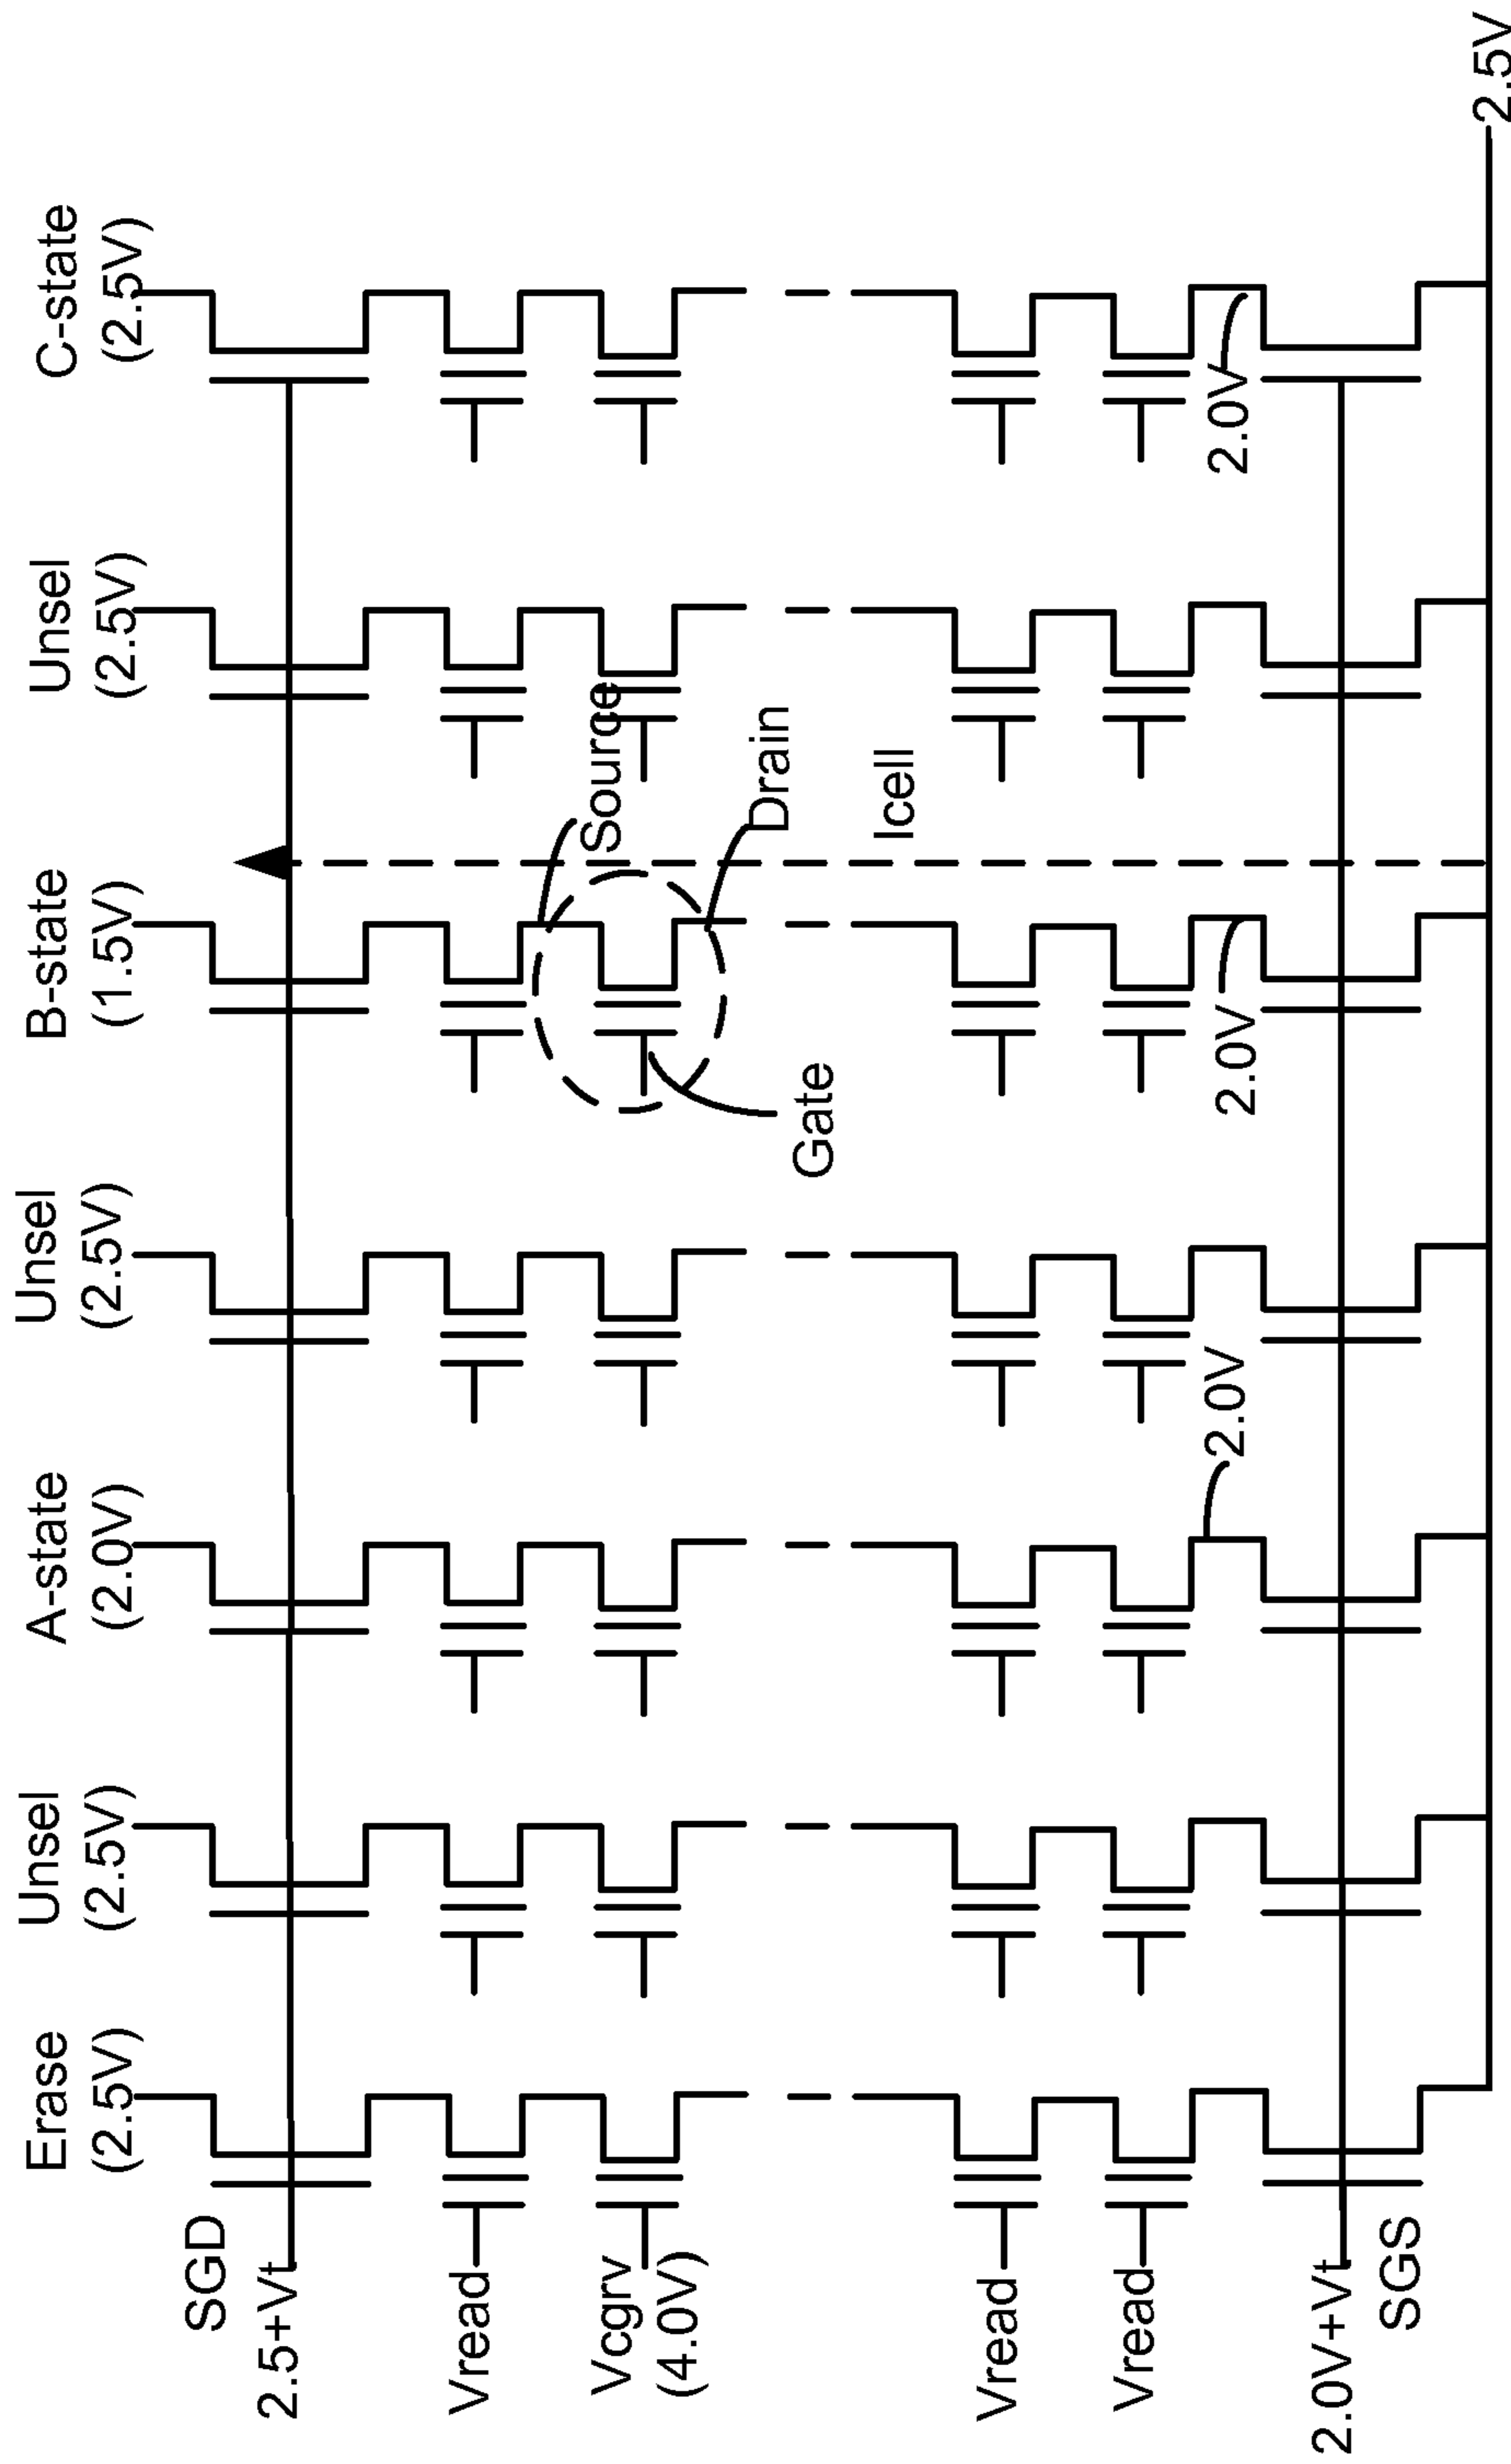 Erase
(2.5V)
Unsel
(2.5V)
A-state
(2.0V)
Unsel
(2.5V)
B-state
(1.5V)
Unsel
(2.5V)
C-state
(2.5V)
SGD
2.5+Vt
Vread
Source
Vcgrv
(4.0V)
Drain
Gate
Icell
Vread
Vread
2.0V
2.0V
2.0V
2.0V+Vt
SGS
2.5V